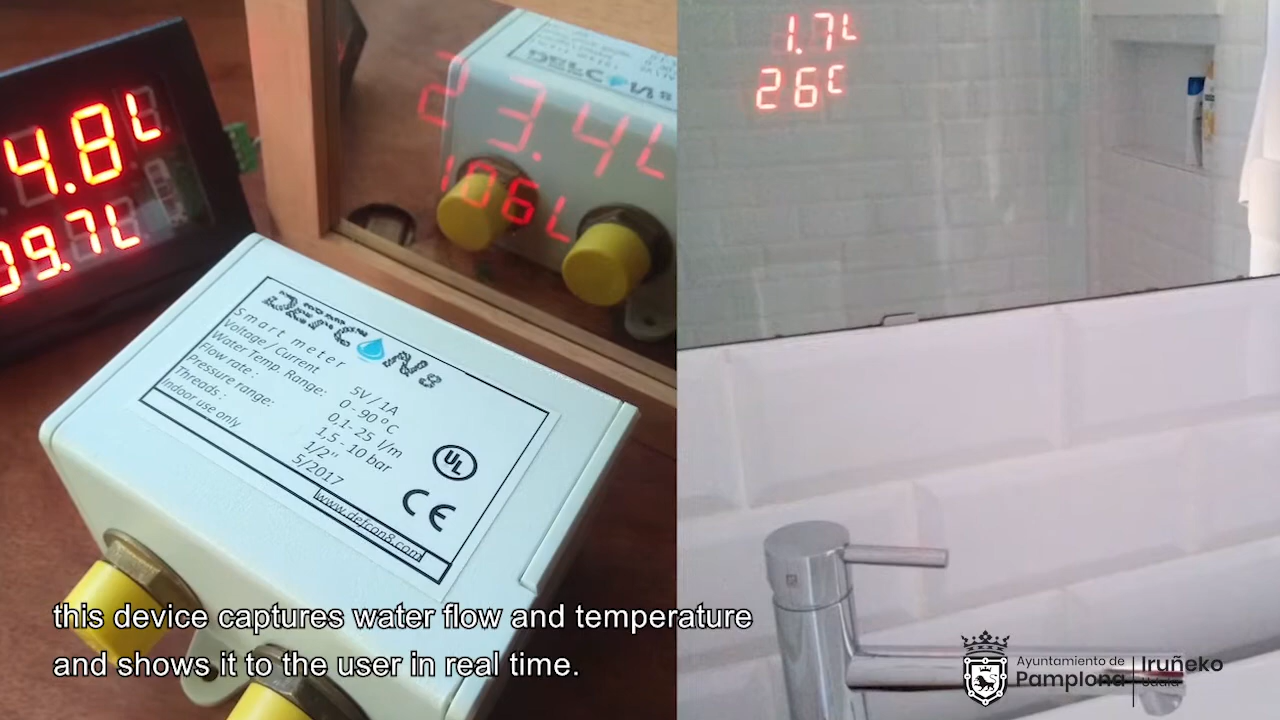 4.8L
09.7L
23.4L
106L
DEFCON8
Smart meter
Voltage / Current 5V / 1A
Water Temp. Range: 0 - 90°C
Flow rate: 0,1- 25 l/m
Pressure range: 1,5 - 10 bar
Threads: 1/2"
Indoor use only 5/2017
UL
CE
www.defcon8.com
1.7L
26C
this device captures water flow and temperature
and shows it to the user in real time.
Ayuntamiento de
Pamplona
Iruñeko
Udala